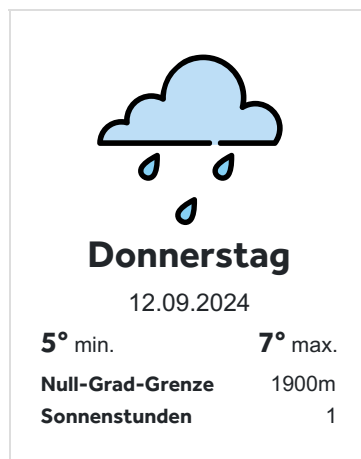 Donnerstag
12.09.2024
5° min. 7° max.
Null-Grad-Grenze 1900m
Sonnenstunden 1